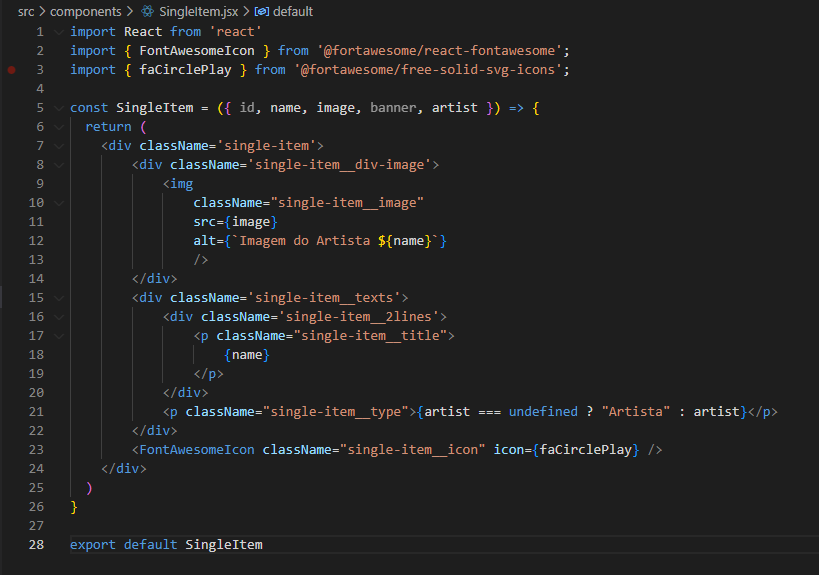 src > components > SingleItem.jsx > default
1 import React from 'react'
2 import { FontAwesomeIcon } from '@fortawesome/react-fontawesome';
3 import { faCirclePlay } from '@fortawesome/free-solid-svg-icons';
4
5 const SingleItem = ({ id, name, image, banner, artist }) => {
6   return (
7     <div className='single-item'>
8         <div className='single-item__div-image'>
9             <img
10                 className="single-item__image"
11                 src={image}
12                 alt={`Imagem do Artista ${name}`}
13                 />
14         </div>
15         <div className='single-item__texts'>
16             <div className='single-item__2lines'>
17                 <p className="single-item__title">
18                     {name}
19                 </p>
20             </div>
21             <p className="single-item__type">{artist === undefined ? "Artista" : artist}</p>
22         </div>
23         <FontAwesomeIcon className="single-item__icon" icon={faCirclePlay} />
24     </div>
25   )
26 }
27
28 export default SingleItem